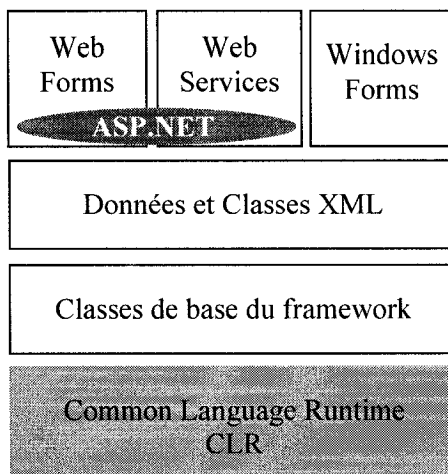 Web
Forms
Web
Services
Windows
Forms
ASP.NET
Données et Classes XML
Classes de base du framework
Common Language Runtime
CLR